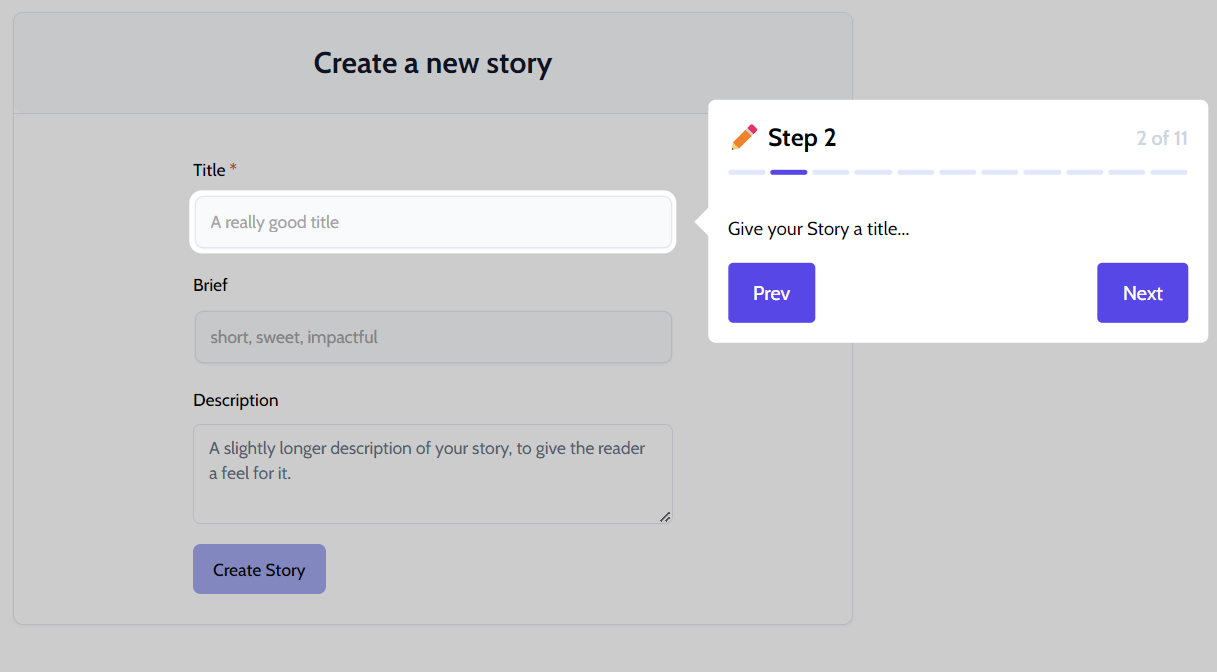 Create a new story
Title *
A really good title
Brief
short, sweet, impactful
Description
A slightly longer description of your story, to give the reader
a feel for it.
Create Story
Step 2
2 of 11
Give your Story a title...
Prev
Next